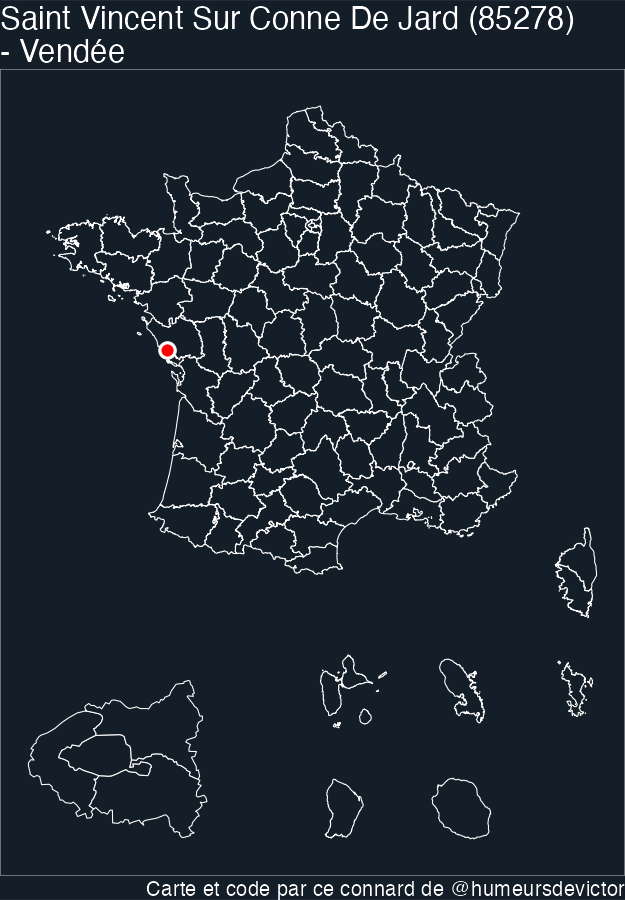 Saint Vincent Sur Conne De Jard (85278)
- Vendée
Carte et code par ce connard de @humeursdevictor